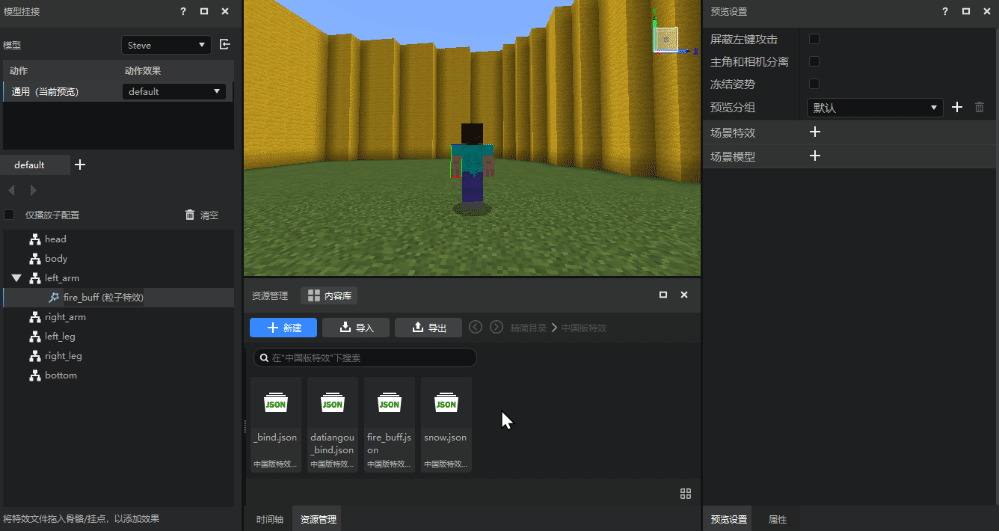 模型挂接
模型
Steve
动作
动作效果
通用（当前预览）
default
default
仅播放子配置
清空
head
body
left_arm
fire_buff (粒子特效)
right_arm
left_leg
right_leg
bottom
将特效文件拖入骨骼/挂点，以添加效果
资源管理
内容库
新建
导入
导出
精简目录
中国版特效
在"中国版特效"下搜索
JSON
JSON
JSON
JSON
_bind.json
中国版特效...
datiangou
_bind.json
中国版特效...
fire_buff.js
on
中国版特效...
snow.json
中国版特效...
时间轴
资源管理
预览设置
屏蔽左键攻击
主角和相机分离
冻结姿势
预览分组
默认
场景特效
场景模型
预览设置
属性